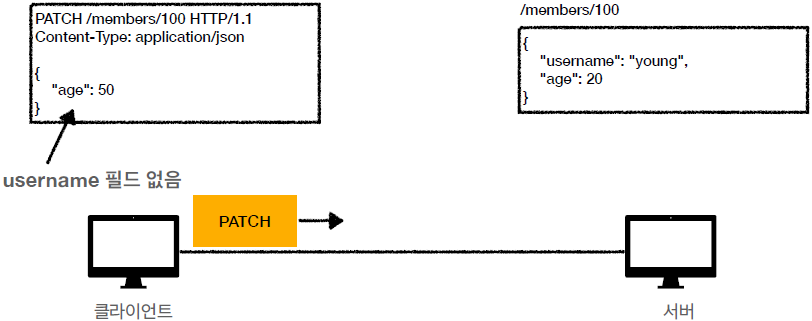 PATCH /members/100 HTTP/1.1
Content-Type: application/json
{
"age": 50
}
username 필드 없음
/members/100
{
"username": "young",
"age": 20
}
PATCH
클라이언트
서버